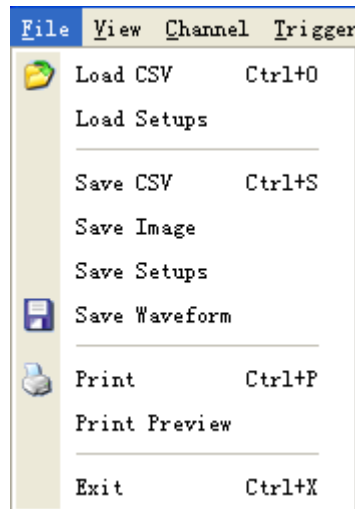 File View Channel Trigger
Load CSV Ctrl+O
Load Setups
Save CSV Ctrl+S
Save Image
Save Setups
Save Waveform
Print Ctrl+P
Print Preview
Exit Ctrl+X